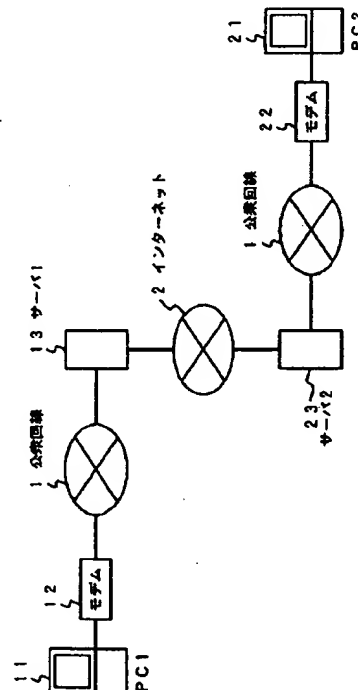 11
PC1
12
モデム
1 公衆回線
13 サーバ1
2 インターネット
23
サーバ2
1 公衆回線
22
モデム
21
PC2